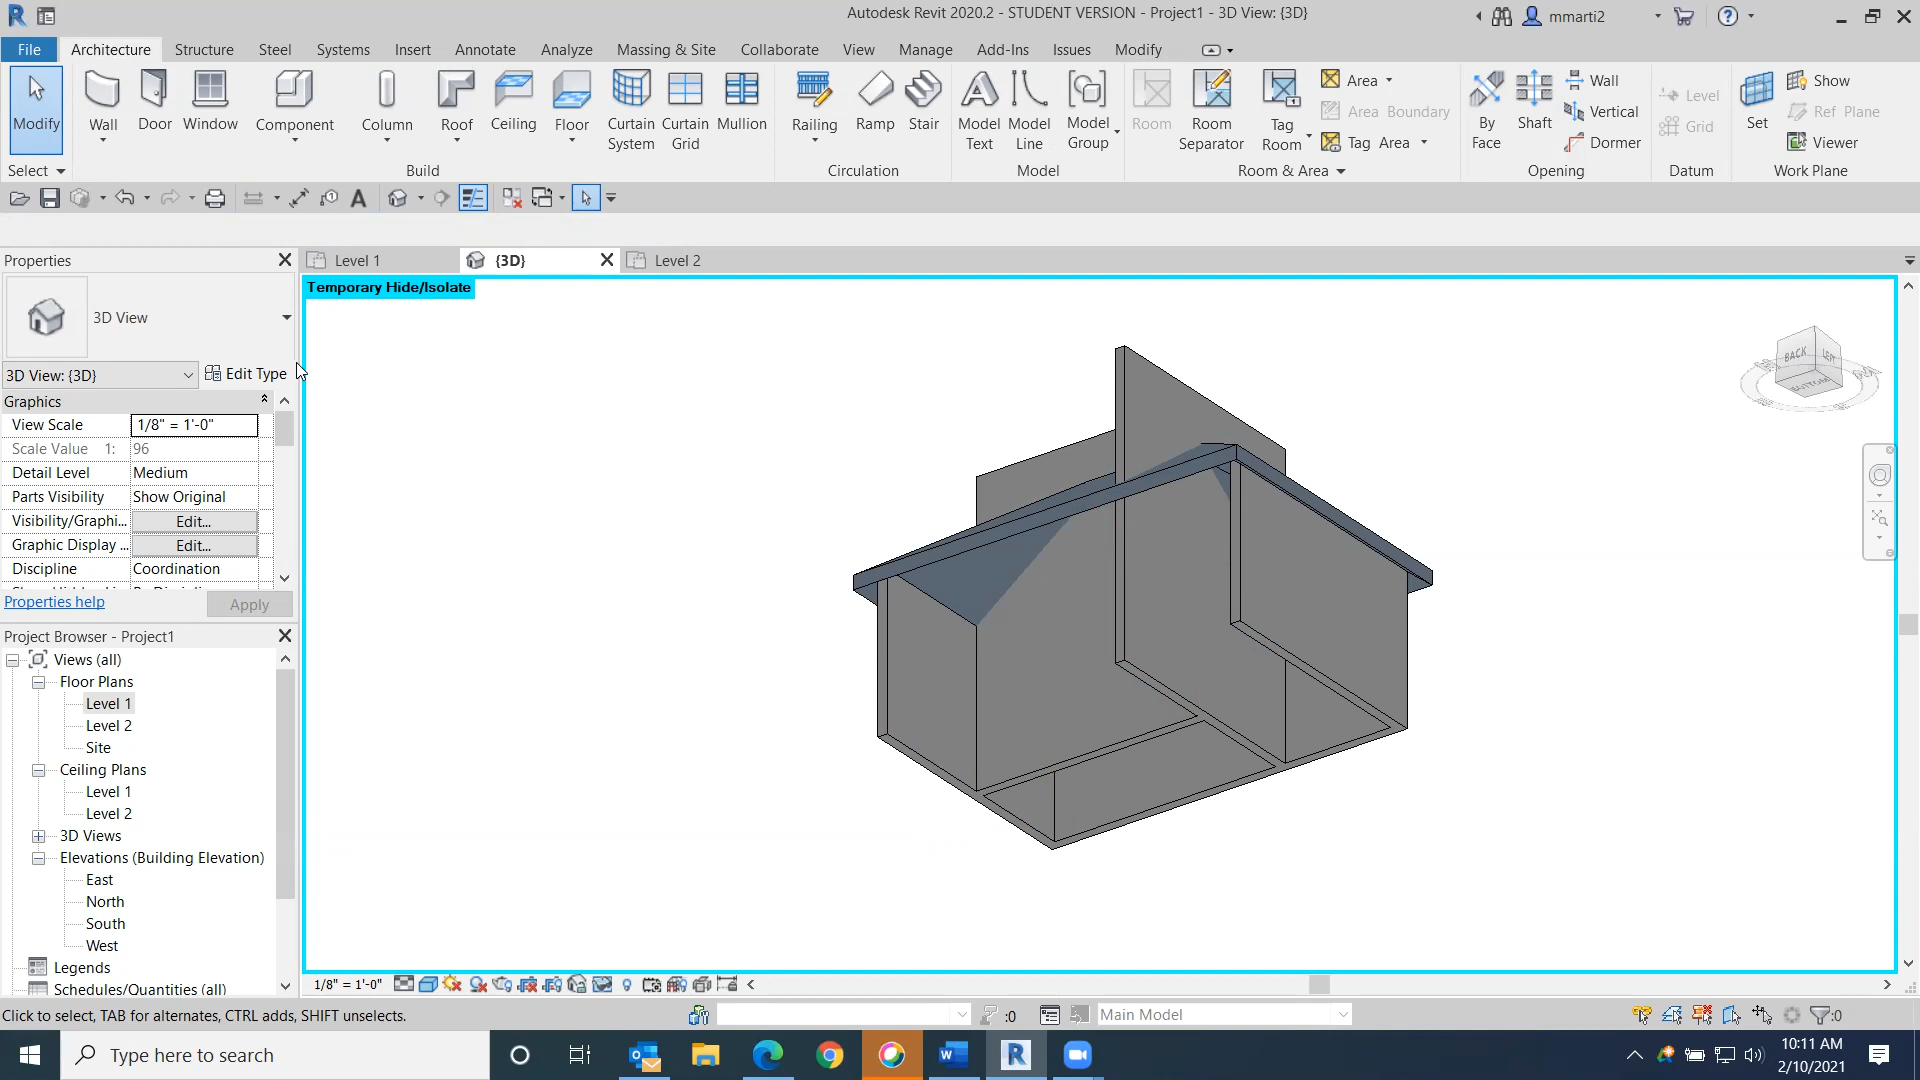 Autodesk Revit 2020.2 - STUDENT VERSION - Project1 - 3D View: {3D}
mmarti2
File Architecture Structure Steel Systems Insert Annotate Analyze Massing & Site Collaborate View Manage Add-Ins Issues Modify
Modify Wall Door Window Component Column Roof Ceiling Floor Curtain System Curtain Grid Mullion Railing Ramp Stair Model Text Model Line Model Group Room Room Separator Tag Room
Area
Area Boundary
Tag Area
By Face Shaft
Wall
Vertical
Dormer
Level
Grid
Set
Show
Ref Plane
Viewer
Select Build Circulation Model Room & Area Opening Datum Work Plane
Properties
Level 1 {3D} Level 2
Temporary Hide/Isolate
3D View
3D View: {3D} Edit Type
Graphics
View Scale 1/8" = 1'-0"
Scale Value 1: 96
Detail Level Medium
Parts Visibility Show Original
Visibility/Graphi... Edit...
Graphic Display ... Edit...
Discipline Coordination
Properties help Apply
BACK LEFT
BOTTOM
Project Browser - Project1
Views (all)
Floor Plans
Level 1
Level 2
Site
Ceiling Plans
Level 1
Level 2
3D Views
Elevations (Building Elevation)
East
North
South
West
Legends
Schedules/Quantities (all)
1/8" = 1'-0"
Click to select, TAB for alternates, CTRL adds, SHIFT unselects.
:0
Main Model
:0
Type here to search
10:11 AM
2/10/2021